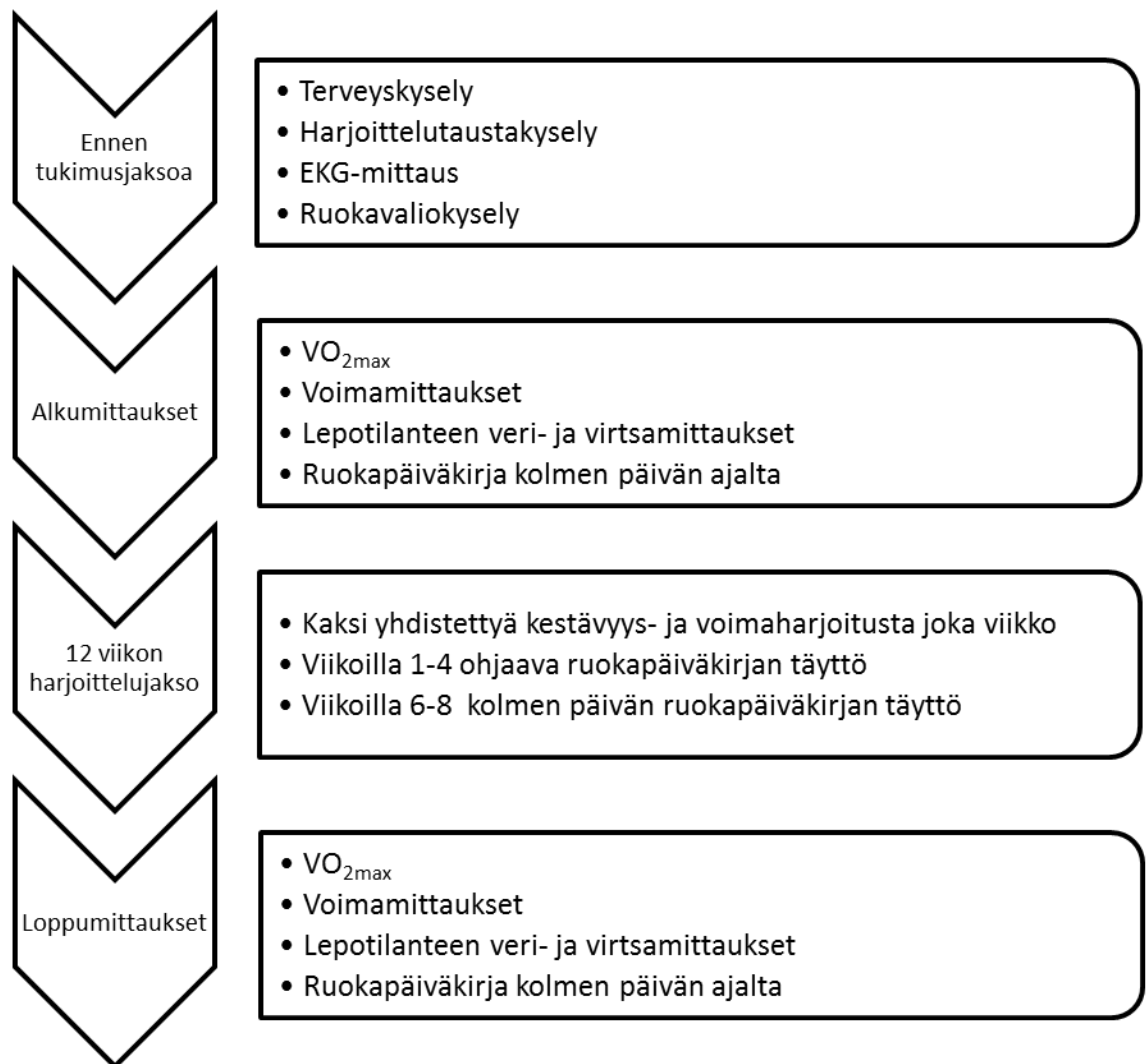 Ennen
tukimusjaksoa
• Terveyskysely
• Harjoittelutaustakysely
• EKG-mittaus
• Ruokavaliokysely
Alkumittaukset
• VO2max
• Voimamittaukset
• Lepotilanteen veri- ja virtsamittaukset
• Ruokapäiväkirja kolmen päivän ajalta
12 viikon
harjoittelujakso
• Kaksi yhdistettyä kestävyys- ja voimaharjoitusta joka viikko
• Viikoilla 1-4 ohjaava ruokapäiväkirjan täyttö
• Viikoilla 6-8 kolmen päivän ruokapäiväkirjan täyttö
Loppumittaukset
• VO2max
• Voimamittaukset
• Lepotilanteen veri- ja virtsamittaukset
• Ruokapäiväkirja kolmen päivän ajalta